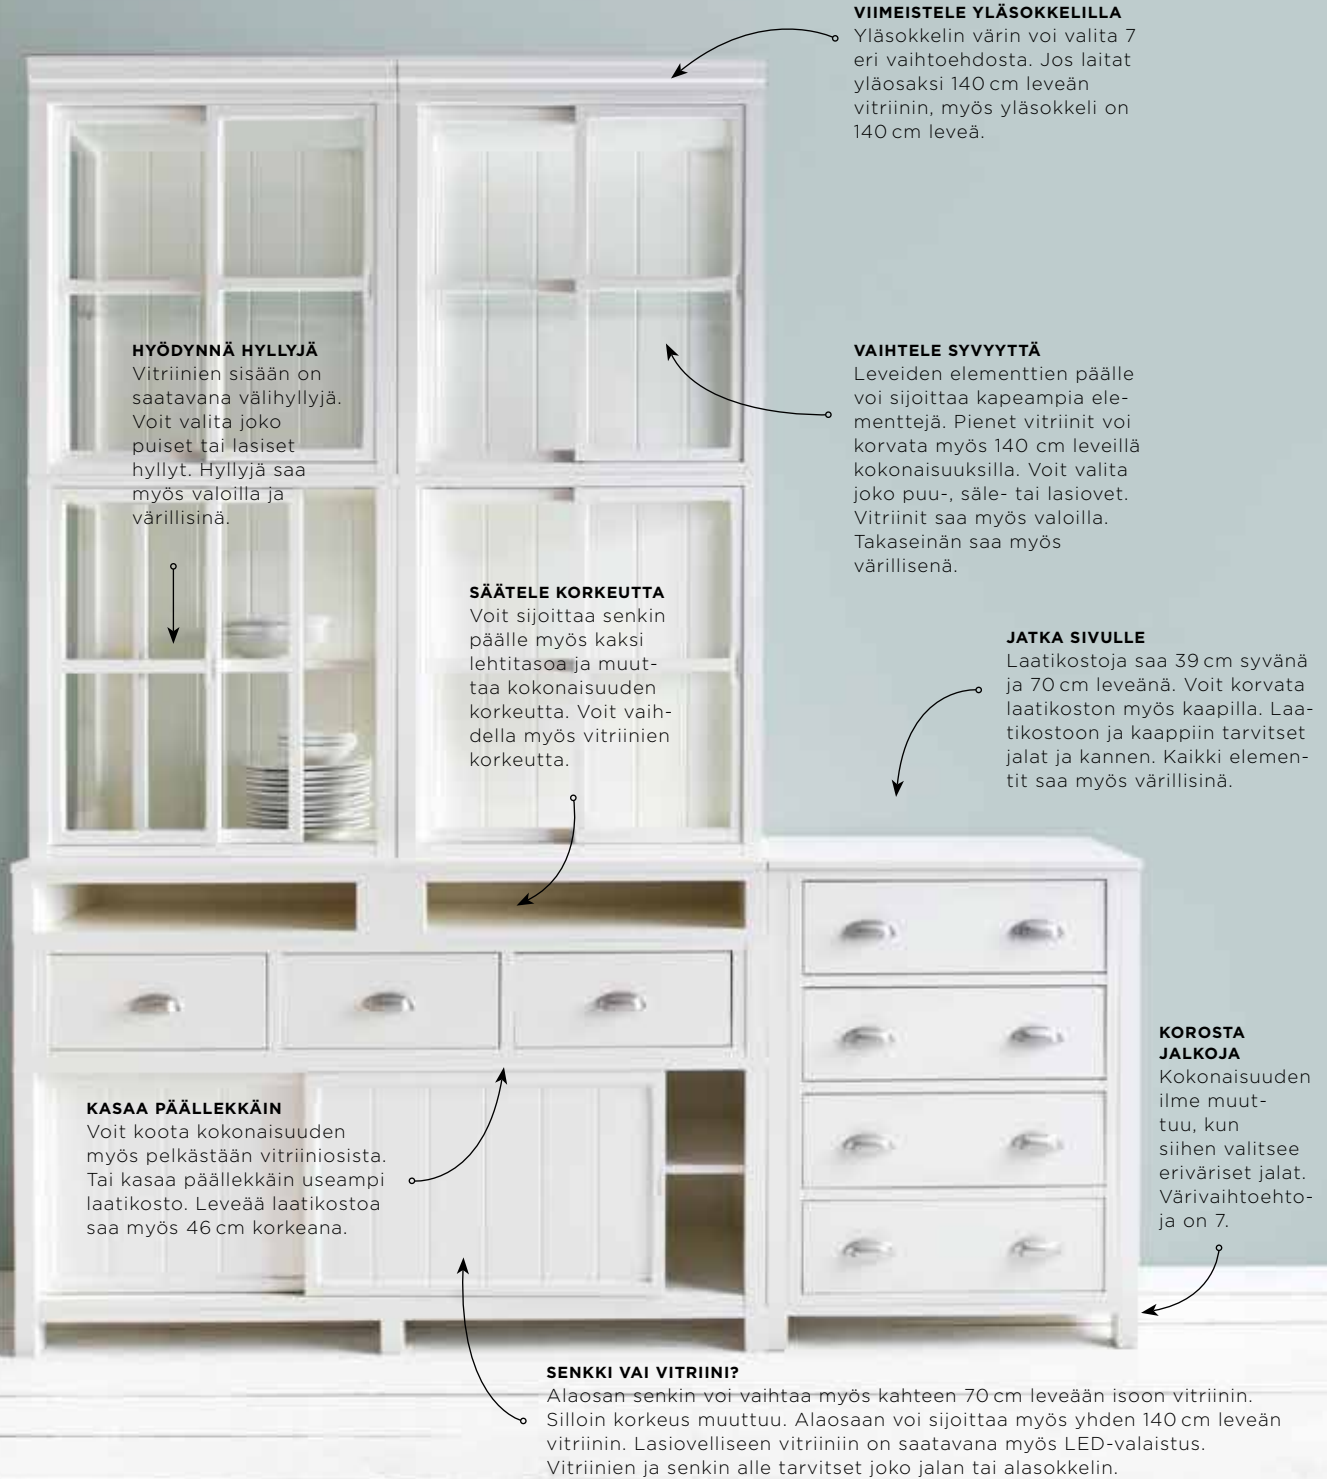 VIIMEISTELE YLÄSOKKELILLA
Yläsokkelin värin voi valita 7
eri vaihtoehdosta. Jos laitat
yläosaksi 140 cm leveän
vitriinin, myös yläsokkeli on
140 cm leveä.
HYÖDYNNÄ HYLLYJÄ
Vitriinien sisään on
saatavana välihyllyjä.
Voit valita joko
puiset tai lasiset
hyllyt. Hyllyjä saa
myös valoilla ja
värillisinä.
VAIHTELE SYVYYTTÄ
Leveiden elementtien päälle
voi sijoittaa kapeampia ele-
menttejä. Pienet vitriinit voi
korvata myös 140 cm leveillä
kokonaisuuksilla. Voit valita
joko puu-, säle- tai lasiovet.
Vitriinit saa myös valoilla.
Takaseinän saa myös
värillisenä.
SÄÄTELE KORKEUTTA
Voit sijoittaa senkin
päälle myös kaksi
lehtitasoa ja muut-
taa kokonaisuuden
korkeutta. Voit vaih-
della myös vitriinien
korkeutta.
JATKA SIVULLE
Laatikostoja saa 39 cm syvänä
ja 70 cm leveänä. Voit korvata
laatikoston myös kaapilla. Laa-
tikostoon ja kaappiin tarvitset
jalat ja kannen. Kaikki elemen-
tit saa myös värillisinä.
KOROSTA
JALKOJA
Kokonaisuuden
ilme muut-
tuu, kun
siihen valitsee
eriväriset jalat.
Värivaihtoehto-
ja on 7.
KASAA PÄÄLLEKKÄIN
Voit koota kokonaisuuden
myös pelkästään vitriiniosista.
Tai kasaa päällekkäin useampi
laatikosto. Leveää laatikostoa
saa myös 46 cm korkeana.
SENKKI VAI VITRIINI?
Alaosan senkin voi vaihtaa myös kahteen 70 cm leveään isoon vitriinin.
Silloin korkeus muuttuu. Alaosaan voi sijoittaa myös yhden 140 cm leveän
vitriinin. Lasiovelliseen vitriiniin on saatavana myös LED-valaistus.
Vitriinien ja senkin alle tarvitset joko jalan tai alasokkelin.